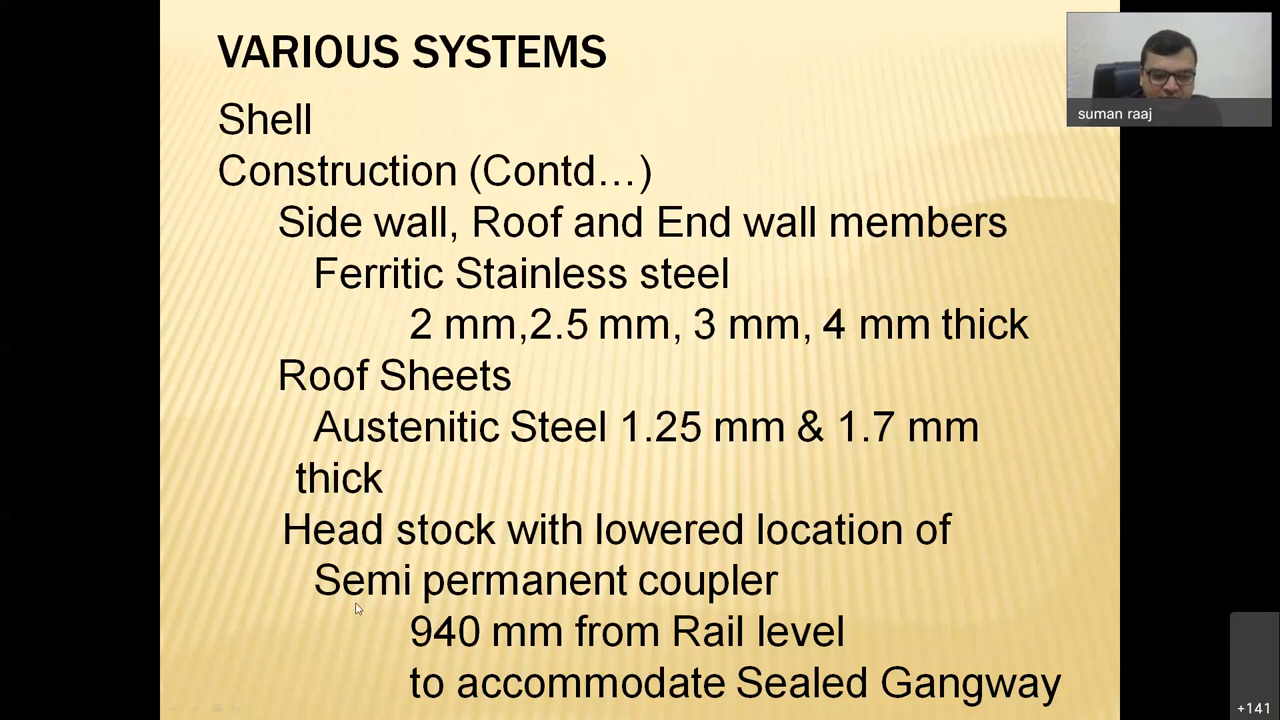 VARIOUS SYSTEMS
suman raaj
Shell
Construction (Contd…)
Side wall, Roof and End wall members
Ferritic Stainless steel
2 mm,2.5 mm, 3 mm, 4 mm thick
Roof Sheets
Austenitic Steel 1.25 mm & 1.7 mm
thick
Head stock with lowered location of
Semi permanent coupler
940 mm from Rail level
to accommodate Sealed Gangway
+141